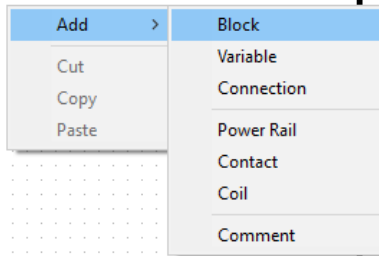 Add >
Cut
Copy
Paste
Block
Variable
Connection
Power Rail
Contact
Coil
Comment